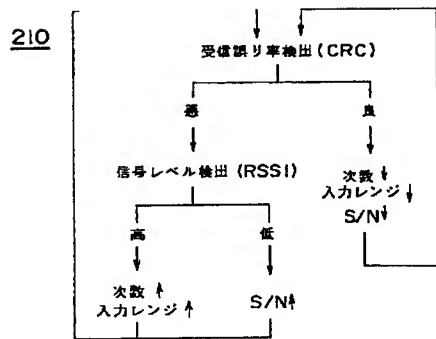 210
受信誤り率検出(CRC)
悪
良
信号レベル検出(RSSI)
次数↓
入力レンジ↓
S/N↓
高
低
次数↑
入力レンジ↑
S/N↑